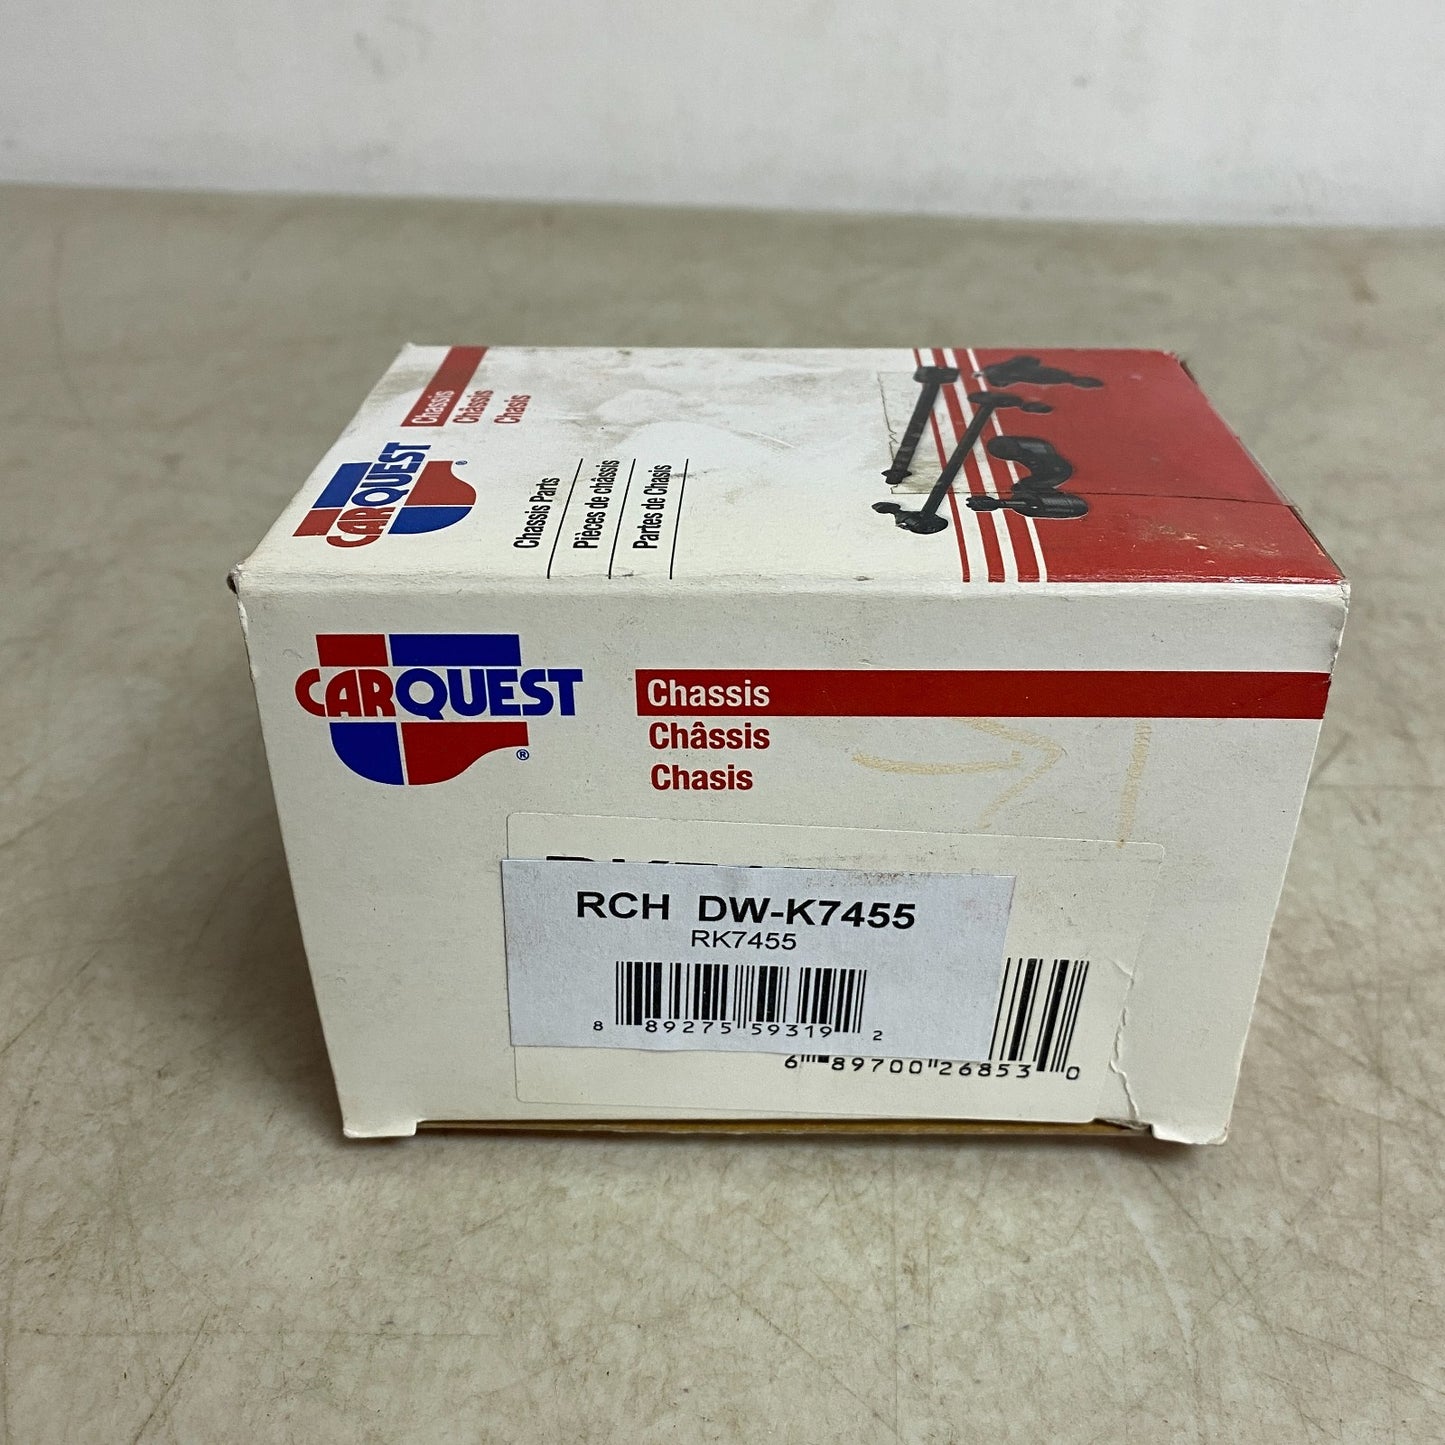 Chassis
Châssis
Chasis
CARQUEST®
Chassis Parts
Pièces de châssis
Partes de Chasis
CARQUEST®
Chassis
Châssis
Chasis
RCH DW-K7455
RK7455
8 89275 59319 2
6 89700 26853 0